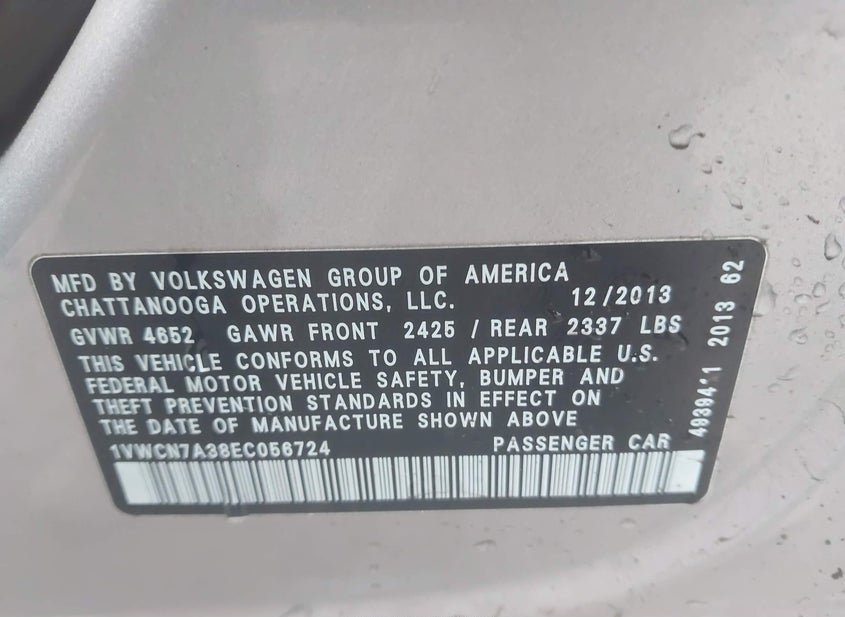 MFD BY VOLKSWAGEN GROUP OF AMERICA
CHATTANOOGA OPERATIONS, LLC. 12/2013
GVWR 4652 GAWR FRONT 2425 / REAR 2337 LBS
THIS VEHICLE CONFORMS TO ALL APPLICABLE U.S.
FEDERAL MOTOR VEHICLE SAFETY, BUMPER AND
THEFT PREVENTION STANDARDS IN EFFECT ON
THE DATE OF MANUFACTURE SHOWN ABOVE
1VWCN7A38EC056724 PASSENGER CAR
2013 62